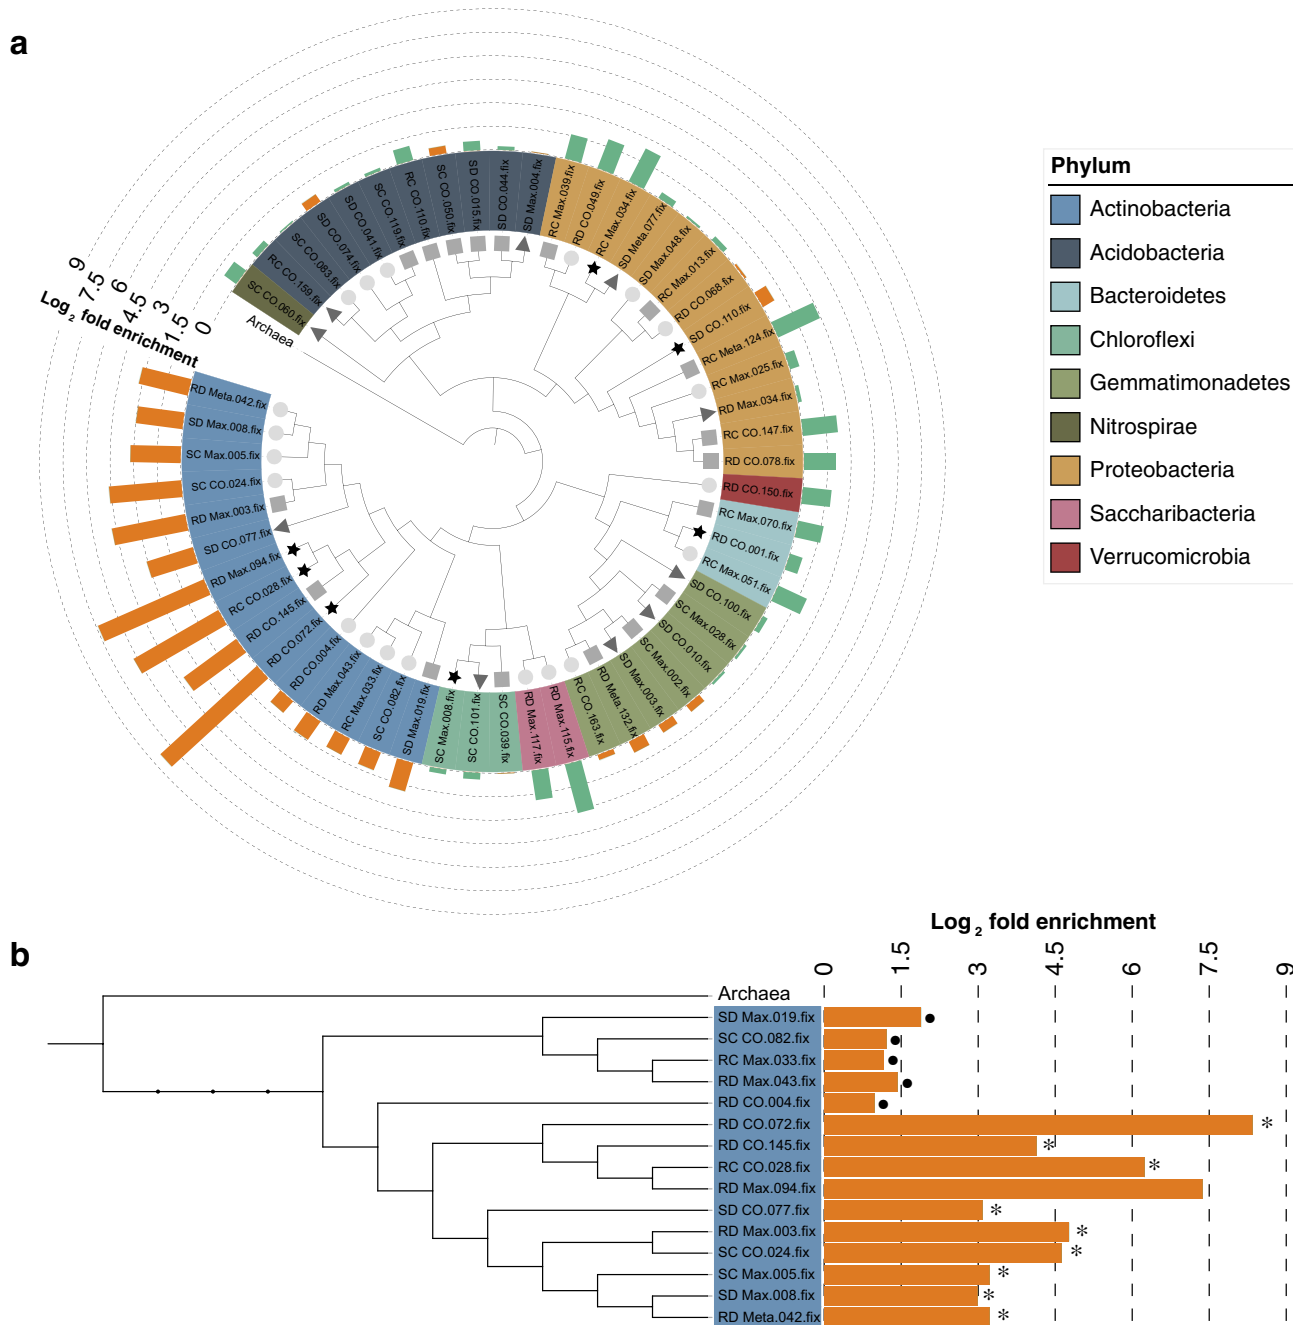 a
9
7.5
6
4.5
3
1.5
0
Log2 fold enrichment
Archaea
SC CO.060.fix
RC CO.159.fix
SC CO.083.fix
SD CO.074.fix
SD CO.041.fix
SC CO.119.fix
RC CO.110.fix
SC CO.050.fix
SD CO.015.fix
SD CO.044.fix
SD Max.004.fix
RC Max.039.fix
RD CO.049.fix
RC Max.034.fix
SD Meta.077.fix
SD Max.048.fix
RC Max.013.fix
RD CO.068.fix
SD CO.110.fix
RC Meta.124.fix
RC Max.025.fix
RD Max.034.fix
RC CO.147.fix
RD CO.078.fix
RD CO.150.fix
RC Max.070.fix
RD CO.001.fix
RC Max.051.fix
SD CO.100.fix
SC Max.028.fix
SD CO.010.fix
SC Max.002.fix
SD Max.003.fix
RD Meta.132.fix
RC CO.163.fix
RD Max.115.fix
RD Max.117.fix
SC CO.039.fix
SC CO.101.fix
SC Max.008.fix
SD Max.019.fix
SC CO.082.fix
RC Max.033.fix
RD Max.043.fix
RD CO.004.fix
RD CO.072.fix
RD CO.145.fix
RC CO.028.fix
RD Max.094.fix
SD CO.077.fix
RD Max.003.fix
SC CO.024.fix
SC Max.005.fix
SD Max.008.fix
RD Meta.042.fix
Phylum
Actinobacteria
Acidobacteria
Bacteroidetes
Chloroflexi
Gemmatimonadetes
Nitrospirae
Proteobacteria
Saccharibacteria
Verrucomicrobia
b
Log2 fold enrichment
0 1.5 3 4.5 6 7.5 9
Archaea
SD Max.019.fix
SC CO.082.fix
RC Max.033.fix
RD Max.043.fix
RD CO.004.fix
RD CO.072.fix *
RD CO.145.fix *
RC CO.028.fix *
RD Max.094.fix
SD CO.077.fix *
RD Max.003.fix *
SC CO.024.fix *
SC Max.005.fix *
SD Max.008.fix *
RD Meta.042.fix *